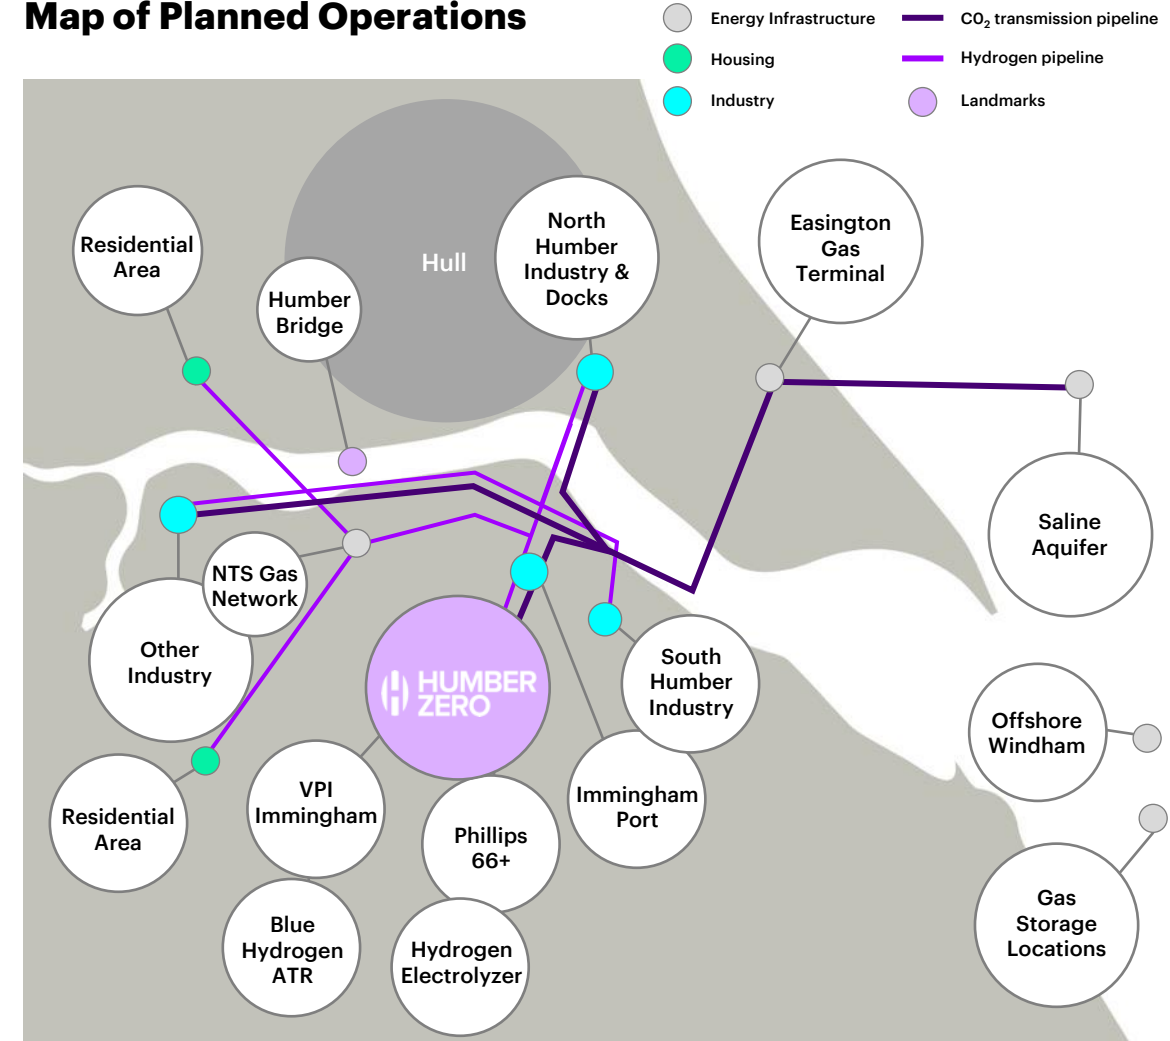 Map of Planned Operations
Energy Infrastructure
Housing
Industry
CO₂ transmission pipeline
Hydrogen pipeline
Landmarks
Residential
Area
Humber
Bridge
Hull
North
Humber
Industry &
Docks
Easington
Gas
Terminal
Saline
Aquifer
NTS Gas
Network
Other
Industry
HUMBER
ZERO
South
Humber
Industry
Offshore
Windham
Residential
Area
VPI
Immingham
Phillips
66+
Immingham
Port
Blue
Hydrogen
ATR
Hydrogen
Electrolyzer
Gas
Storage
Locations